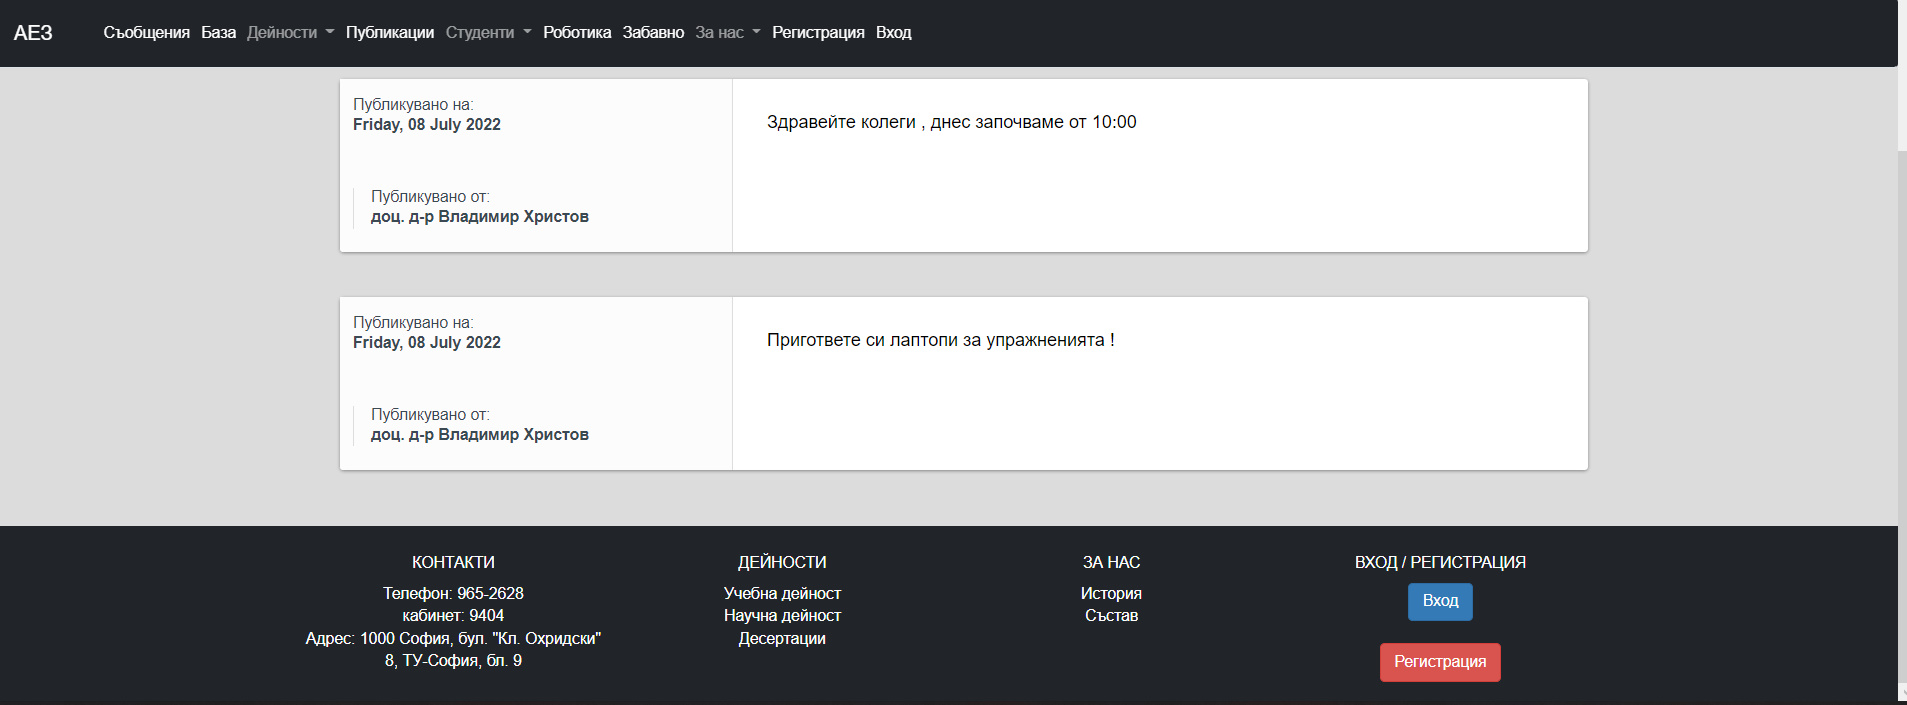 АЕЗ
Съобщения База Дейности Публикации Студенти Роботика Забавно За нас Регистрация Вход
Публикувано на:
Friday, 08 July 2022
Публикувано от:
доц. д-р Владимир Христов
Здравейте колеги , днес започваме от 10:00
Публикувано на:
Friday, 08 July 2022
Публикувано от:
доц. д-р Владимир Христов
Пригответе си лаптопи за упражненията !
КОНТАКТИ
Телефон: 965-2628
кабинет: 9404
Адрес: 1000 София, бул. "Кл. Охридски"
8, ТУ-София, бл. 9
ДЕЙНОСТИ
Учебна дейност
Научна дейност
Десертации
ЗА НАС
История
Състав
ВХОД / РЕГИСТРАЦИЯ
Вход
Регистрация